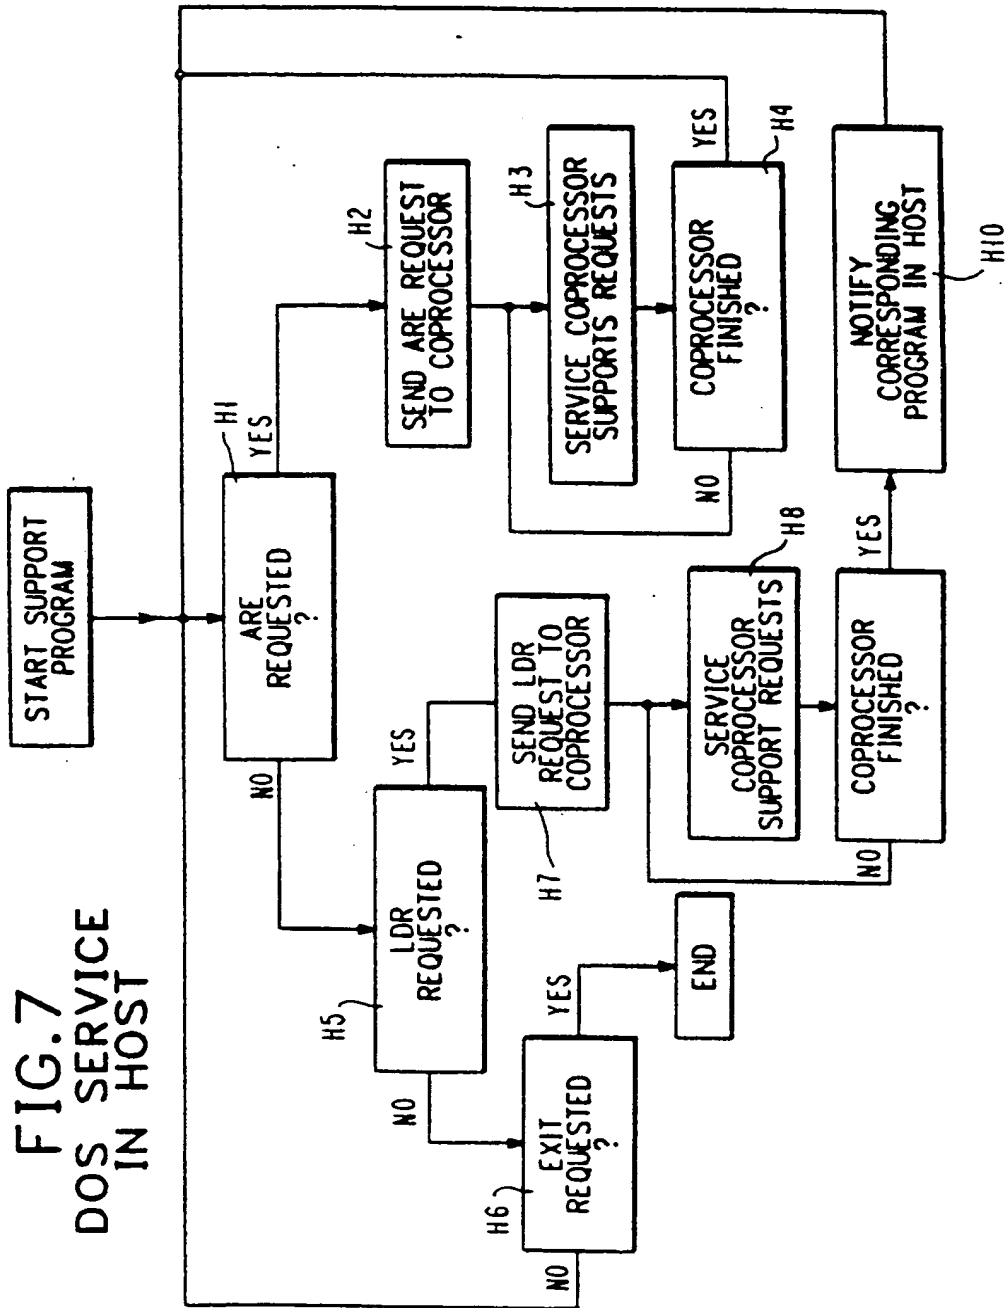 FIG.7
DOS SERVICE
IN HOST
START SUPPORT
PROGRAM
H1
ARE
REQUESTED
?
NO
YES
H2
SEND ARE REQUEST
TO COPROCESSOR
H3
SERVICE COPROCESSOR
SUPPORTS REQUESTS
COPROCESSOR
FINISHED
?
H4
NO
YES
H5
LDR
REQUESTED
?
NO
YES
H6
EXIT
REQUESTED
?
NO
YES
END
H7
SEND LDR
REQUEST TO
COPROCESSOR
H8
SERVICE
COPROCESSOR
SUPPORT REQUESTS
COPROCESSOR
FINISHED
?
NO
YES
NOTIFY
CORRESPONDING
PROGRAM IN HOST
H10